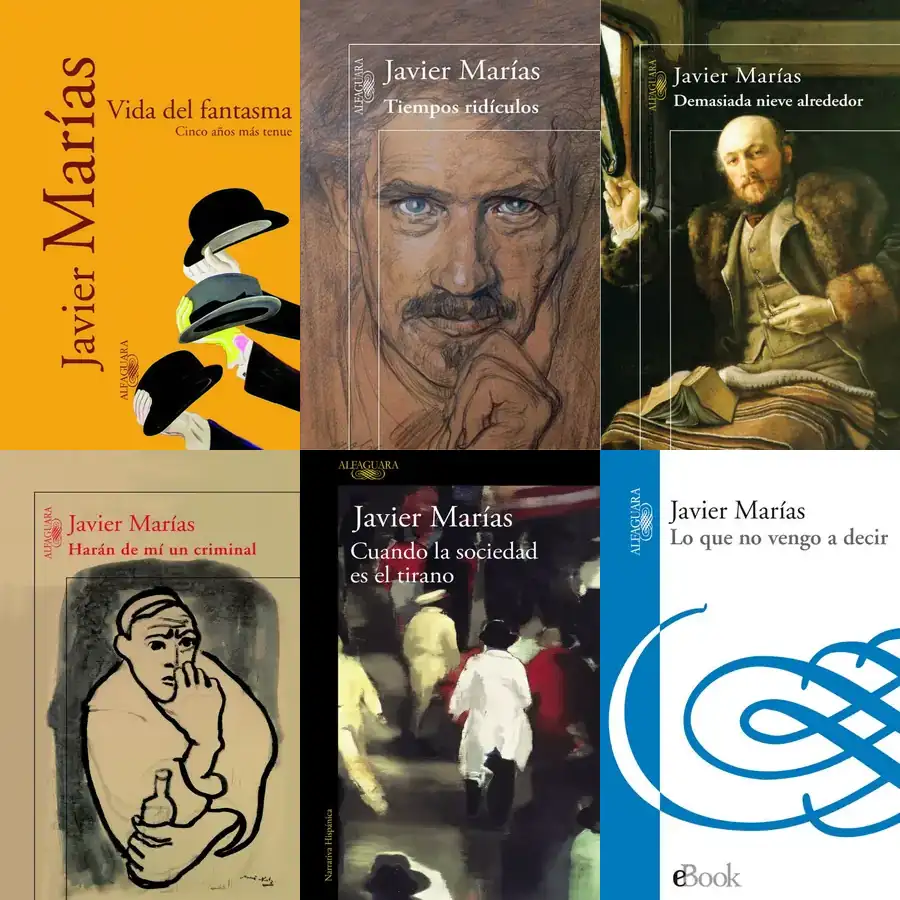 Javier Marías
Vida del fantasma
Cinco años más tenue
ALFAGUARA
Javier Marías
Tiempos ridículos
ALFAGUARA
Javier Marías
Demasiada nieve alrededor
ALFAGUARA
Javier Marías
Harán de mí un criminal
ALFAGUARA
ALFAGUARA
Javier Marías
Cuando la sociedad
es el tirano
Narrativa Hispánica
ALFAGUARA
Javier Marías
Lo que no vengo a decir
eBook